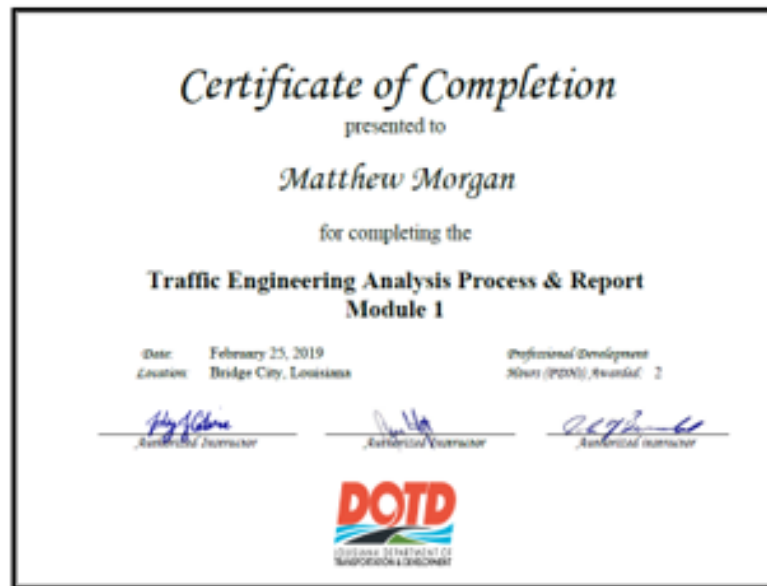 Certificate of Completion
presented to
Matthew Morgan
for completing the
Traffic Engineering Analysis Process & Report
Module 1
Date: February 25, 2019
Location: Bridge City, Louisiana
Professional Development
Hours (PDH) Awarded: 2
Authorized Instructor
Authorized Instructor
Authorized Instructor
DOTD
LOUISIANA DEPARTMENT OF
TRANSPORTATION & DEVELOPMENT